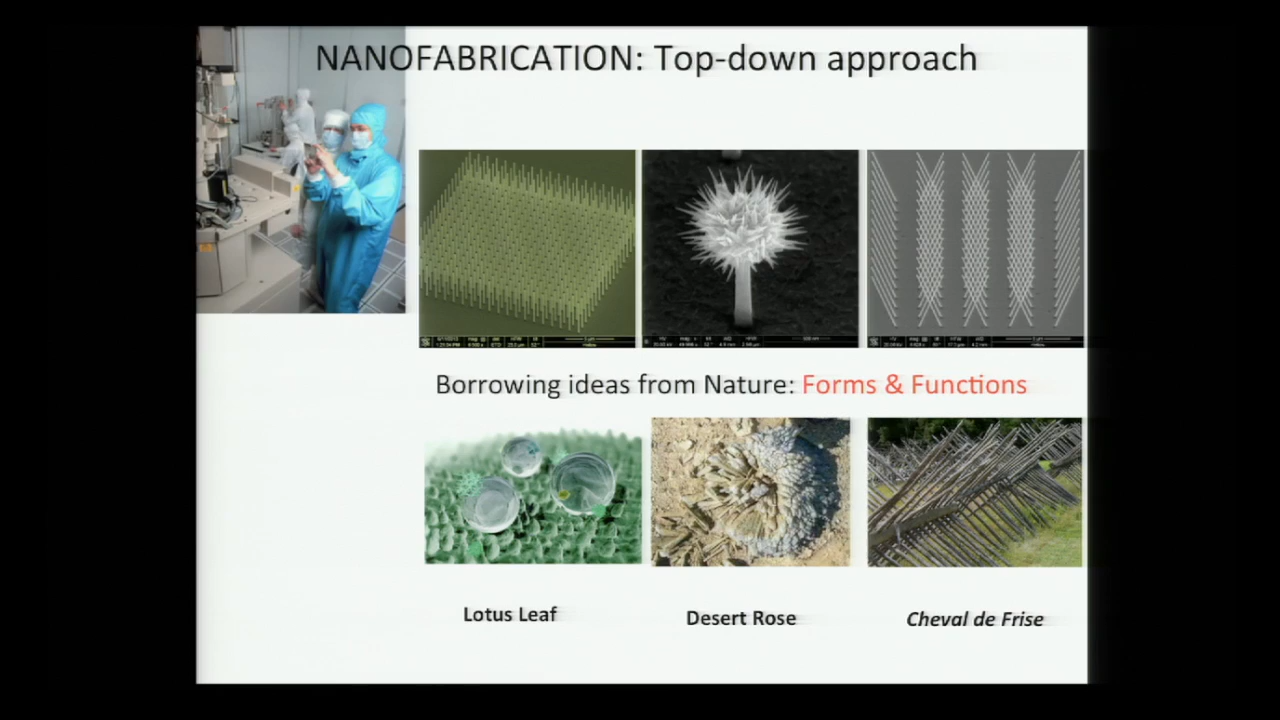 NANOFABRICATION: Top-down approach
Borrowing ideas from Nature: Forms & Functions
Lotus Leaf
Desert Rose
Cheval de Frise